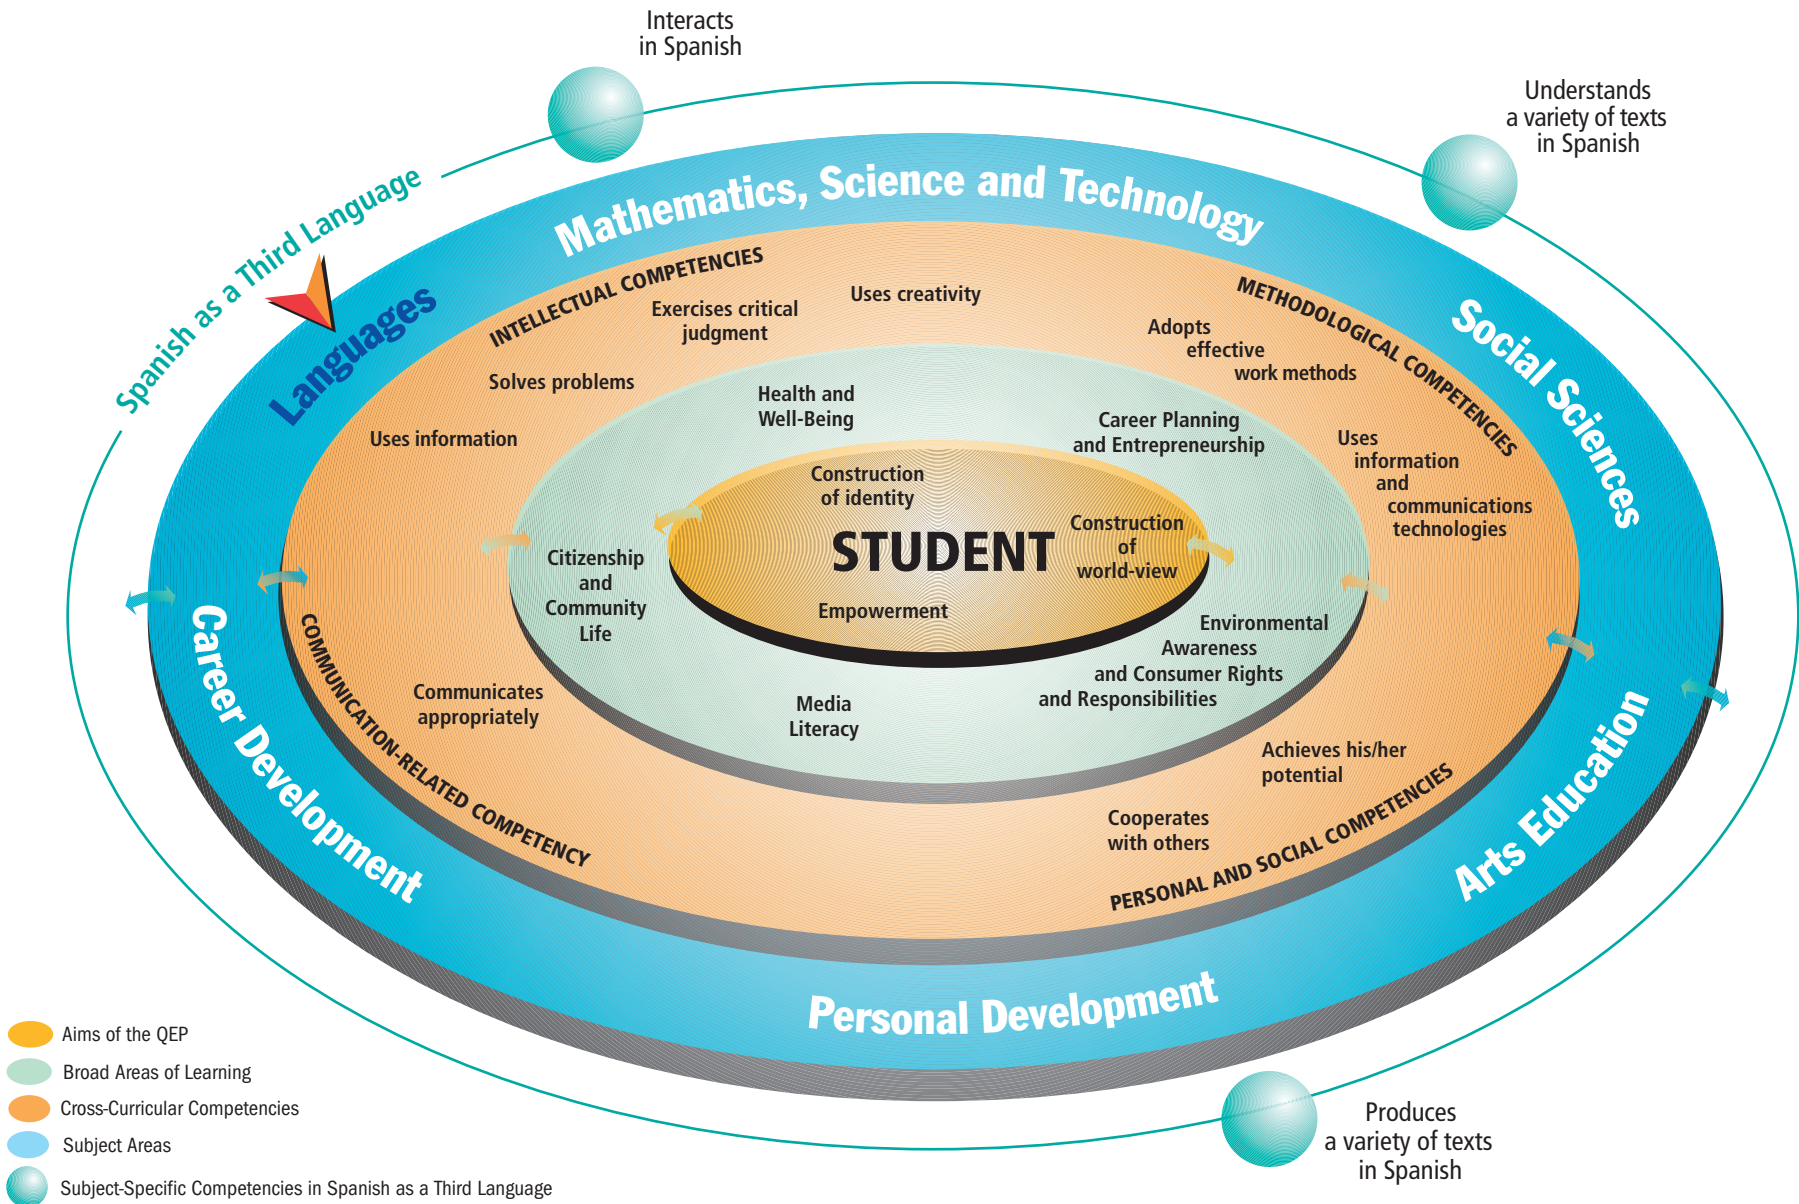 Interacts
in Spanish
Understands
a variety of texts
in Spanish
Spanish as a Third Language
Mathematics, Science and Technology
Languages
Social Sciences
Career Development
Arts Education
Personal Development
INTELLECTUAL COMPETENCIES
Uses creativity
Exercises critical
judgment
Solves problems
Uses information
METHODOLOGICAL COMPETENCIES
Adopts
effective
work methods
Uses
information
and
communications
technologies
COMMUNICATION-RELATED COMPETENCY
Communicates
appropriately
PERSONAL AND SOCIAL COMPETENCIES
Achieves his/her
potential
Cooperates
with others
Health and
Well-Being
Career Planning
and Entrepreneurship
Citizenship
and
Community
Life
Environmental
Awareness
and Consumer Rights
and Responsibilities
Media
Literacy
Construction
of identity
STUDENT
Construction
of
world-view
Empowerment
Aims of the QEP
Broad Areas of Learning
Cross-Curricular Competencies
Subject Areas
Subject-Specific Competencies in Spanish as a Third Language
Produces
a variety of texts
in Spanish